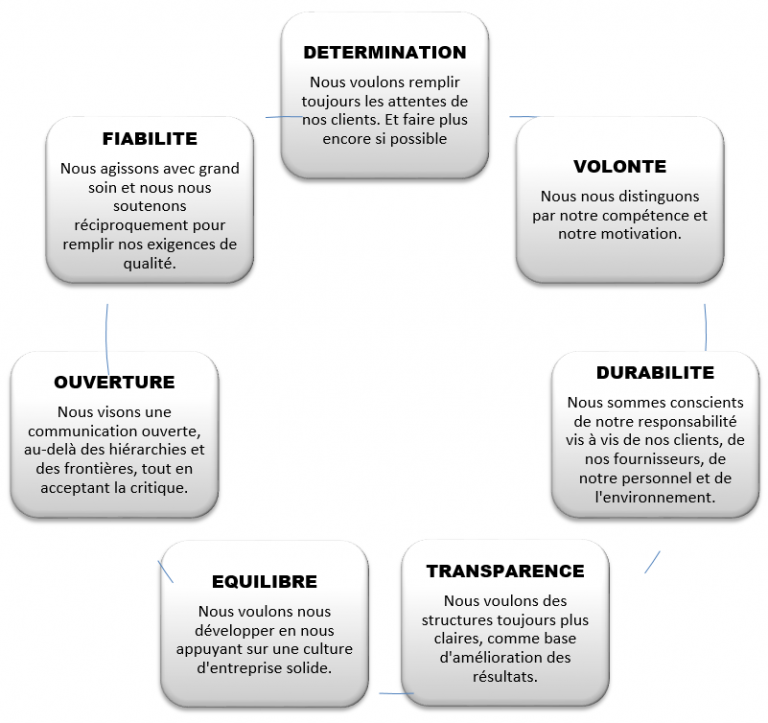 DETERMINATION
Nous voulons remplir
toujours les attentes de
nos clients. Et faire plus
encore si possible
VOLONTE
Nous nous distinguons
par notre compétence et
notre motivation.
DURABILITE
Nous sommes conscients
de notre responsabilité
vis à vis de nos clients, de
nos fournisseurs, de
notre personnel et de
l'environnement.
TRANSPARENCE
Nous voulons des
structures toujours plus
claires, comme base
d'amélioration des
résultats.
EQUILIBRE
Nous voulons nous
développer en nous
appuyant sur une culture
d'entreprise solide.
OUVERTURE
Nous visons une
communication ouverte,
au-delà des hiérarchies et
des frontières, tout en
acceptant la critique.
FIABILITE
Nous agissons avec grand
soin et nous nous
soutenons
réciproquement pour
remplir nos exigences de
qualité.